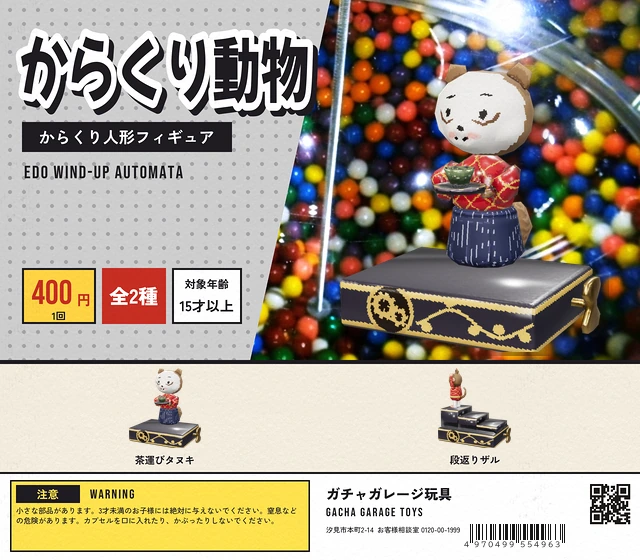 からくり動物
からくり人形フィギュア
EDO WIND-UP AUTOMATA
400円
1回
全2種
対象年齢
15才以上
茶運びタヌキ
段返りザル
注意 WARNING
小さな部品があります。3才未満のお子様には絶対に与えないでください。窒息など
の危険があります。カプセルを口に入れたり、かぶったりしないでください。
ガチャガレージ玩具
GACHA GARAGE TOYS
汐見市本町2-14 お客様相談室 0120-00-1999
4 970499 554963